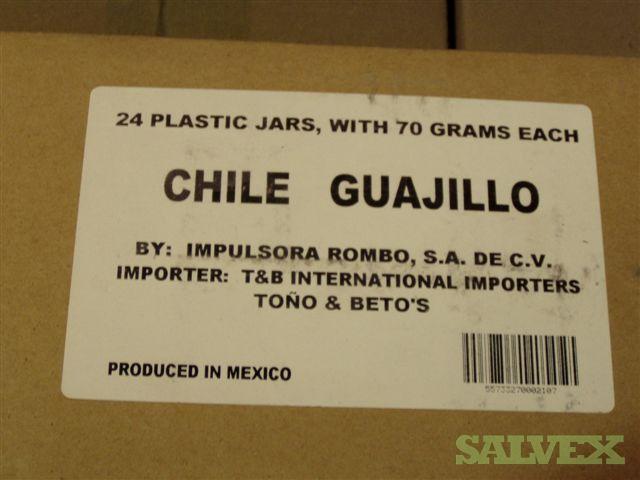 24 PLASTIC JARS, WITH 70 GRAMS EACH
CHILE GUAJILLO
BY: IMPULSORA ROMBO, S.A. DE C.V.
IMPORTER: T&B INTERNATIONAL IMPORTERS
TOÑO & BETO'S
PRODUCED IN MEXICO
55733270002107
SALVEX